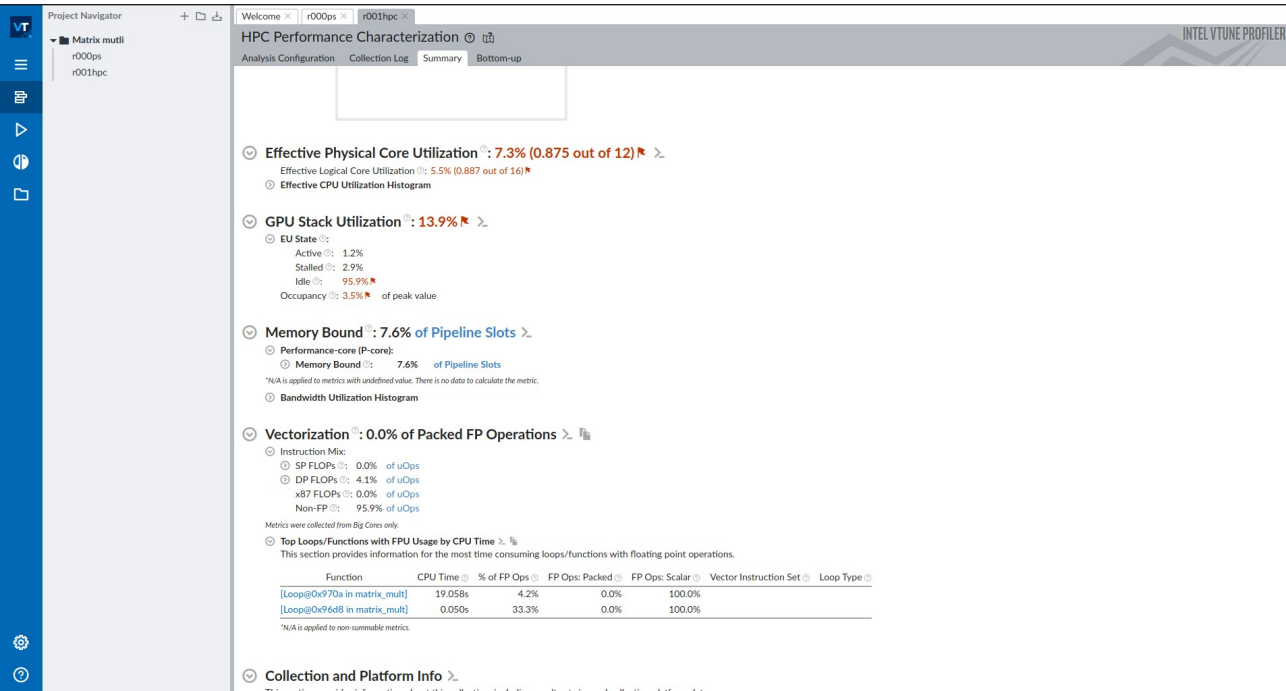 VT
Project Navigator
Matrix mutli
r000ps
r001hpc
Welcome × r000ps × r001hpc ×
HPC Performance Characterization
INTEL VTUNE PROFILER
Analysis Configuration Collection Log Summary Bottom-up
Effective Physical Core Utilization : 7.3% (0.875 out of 12)
Effective Logical Core Utilization : 5.5% (0.887 out of 16)
Effective CPU Utilization Histogram
GPU Stack Utilization : 13.9%
EU State :
Active : 1.2%
Stalled : 2.9%
Idle : 95.9%
Occupancy : 3.5% of peak value
Memory Bound : 7.6% of Pipeline Slots
Performance-core (P-core):
Memory Bound : 7.6% of Pipeline Slots
*N/A is applied to metrics with undefined value. There is no data to calculate the metric.
Bandwidth Utilization Histogram
Vectorization : 0.0% of Packed FP Operations
Instruction Mix:
SP FLOPs : 0.0% of uOps
DP FLOPs : 4.1% of uOps
x87 FLOPs : 0.0% of uOps
Non-FP : 95.9% of uOps
Metrics were collected from Big Cores only.
Top Loops/Functions with FPU Usage by CPU Time
This section provides information for the most time consuming loops/functions with floating point operations.
Function CPU Time % of FP Ops FP Ops: Packed FP Ops: Scalar Vector Instruction Set Loop Type
[Loop@0x970a in matrix_mult] 19.058s 4.2% 0.0% 100.0%
[Loop@0x96d8 in matrix_mult] 0.050s 33.3% 0.0% 100.0%
*N/A is applied to non-summable metrics.
Collection and Platform Info